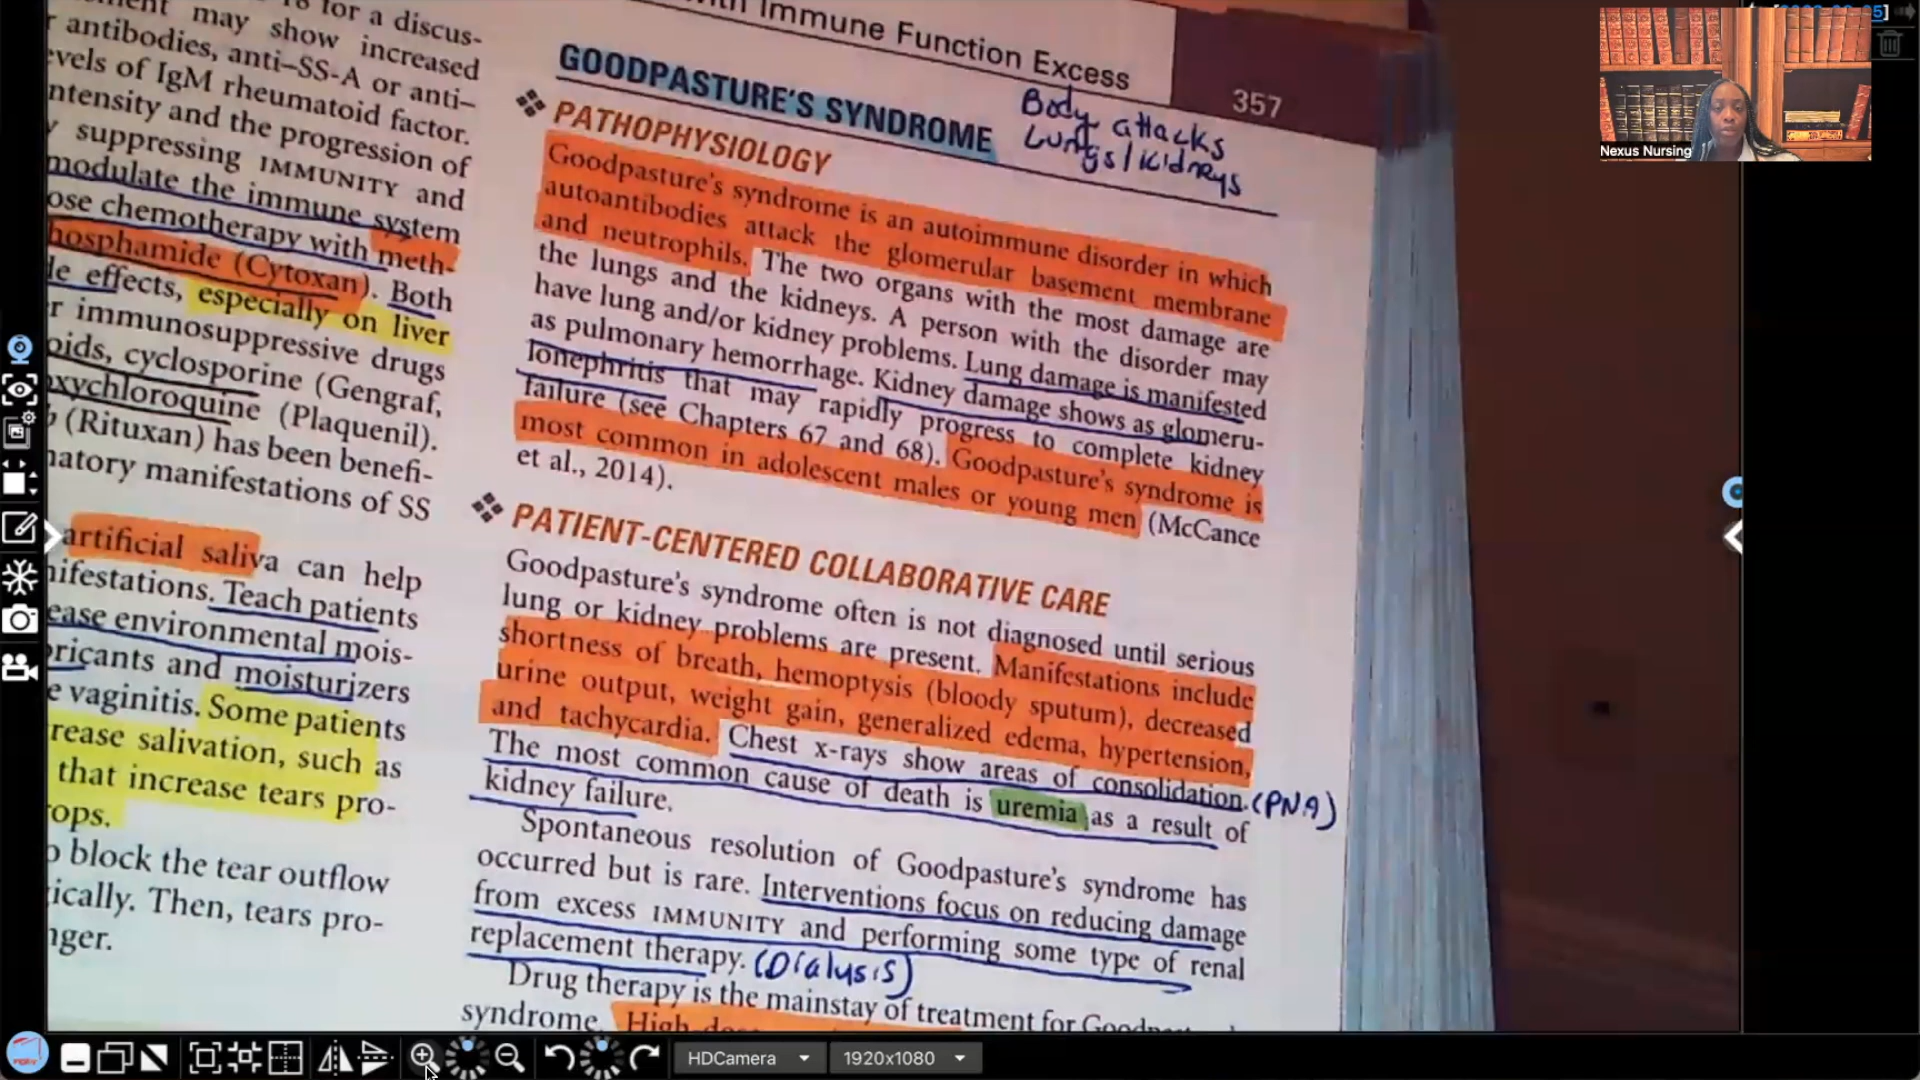 18 for a discus-
may show increased
antibodies, anti–SS-A or anti–
levels of IgM rheumatoid factor.
intensity and the progression of
suppressing IMMUNITY and
modulate the immune system
chemotherapy with meth-
(Cytoxan). Both
effects, especially on liver
immunosuppressive drugs
cyclosporine (Gengraf,
(Plaquenil).
(Rituxan) has been benefi-
manifestations of SS
artificial saliva can help
Teach patients
environmental mois-
and moisturizers
vaginitis. Some patients
salivation, such as
that increase tears pro-
block the tear outflow
Then, tears pro-
Immune Function Excess
357
GOODPASTURE'S SYNDROME
Body attacks
Lungs/kidneys
PATHOPHYSIOLOGY
Goodpasture's syndrome is an autoimmune disorder in which
autoantibodies attack the glomerular basement membrane
and neutrophils. The two organs with the most damage are
the lungs and the kidneys. A person with the disorder may
have lung and/or kidney problems. Lung damage is manifested
as pulmonary hemorrhage. Kidney damage shows as glomeru-
lonephritis that may rapidly progress to complete kidney
failure (see Chapters 67 and 68). Goodpasture's syndrome is
most common in adolescent males or young men (McCance
et al., 2014).
PATIENT-CENTERED COLLABORATIVE CARE
Goodpasture's syndrome often is not diagnosed until serious
lung or kidney problems are present. Manifestations include
shortness of breath, hemoptysis (bloody sputum), decreased
urine output, weight gain, generalized edema, hypertension,
and tachycardia. Chest x-rays show areas of consolidation. (PNA)
The most common cause of death is uremia as a result of
kidney failure.
Spontaneous resolution of Goodpasture's syndrome has
occurred but is rare. Interventions focus on reducing damage
from excess IMMUNITY and performing some type of renal
replacement therapy. (Dialysis)
Drug therapy is the mainstay of treatment for
syndrome. High
Nexus Nursing
HDCamera
1920x1080